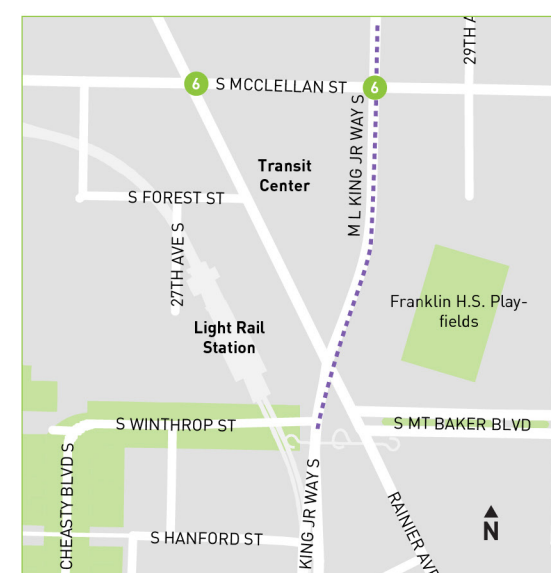 29TH A
6
S MCCLELLAN ST
6
M L KING JR WAY S
Transit
Center
S FOREST ST
27TH AVE S
Franklin H.S. Play-
fields
Light Rail
Station
S WINTHROP ST
S MT BAKER BLVD
CHEASTY BLVD S
KING JR WAY S
RAINIER AV
S HANFORD ST
N